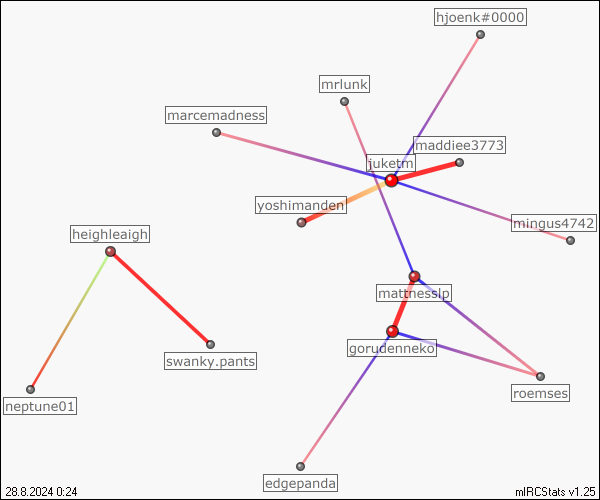 hjoenk#0000
mrlunk
marcemadness
maddiee3773
juketm
yoshimanden
mingus4742
heighleaigh
mattnesslp
gorudenneko
swanky.pants
roemses
neptune01
edgepanda
28.8.2024 0:24
mIRCStats v1.25